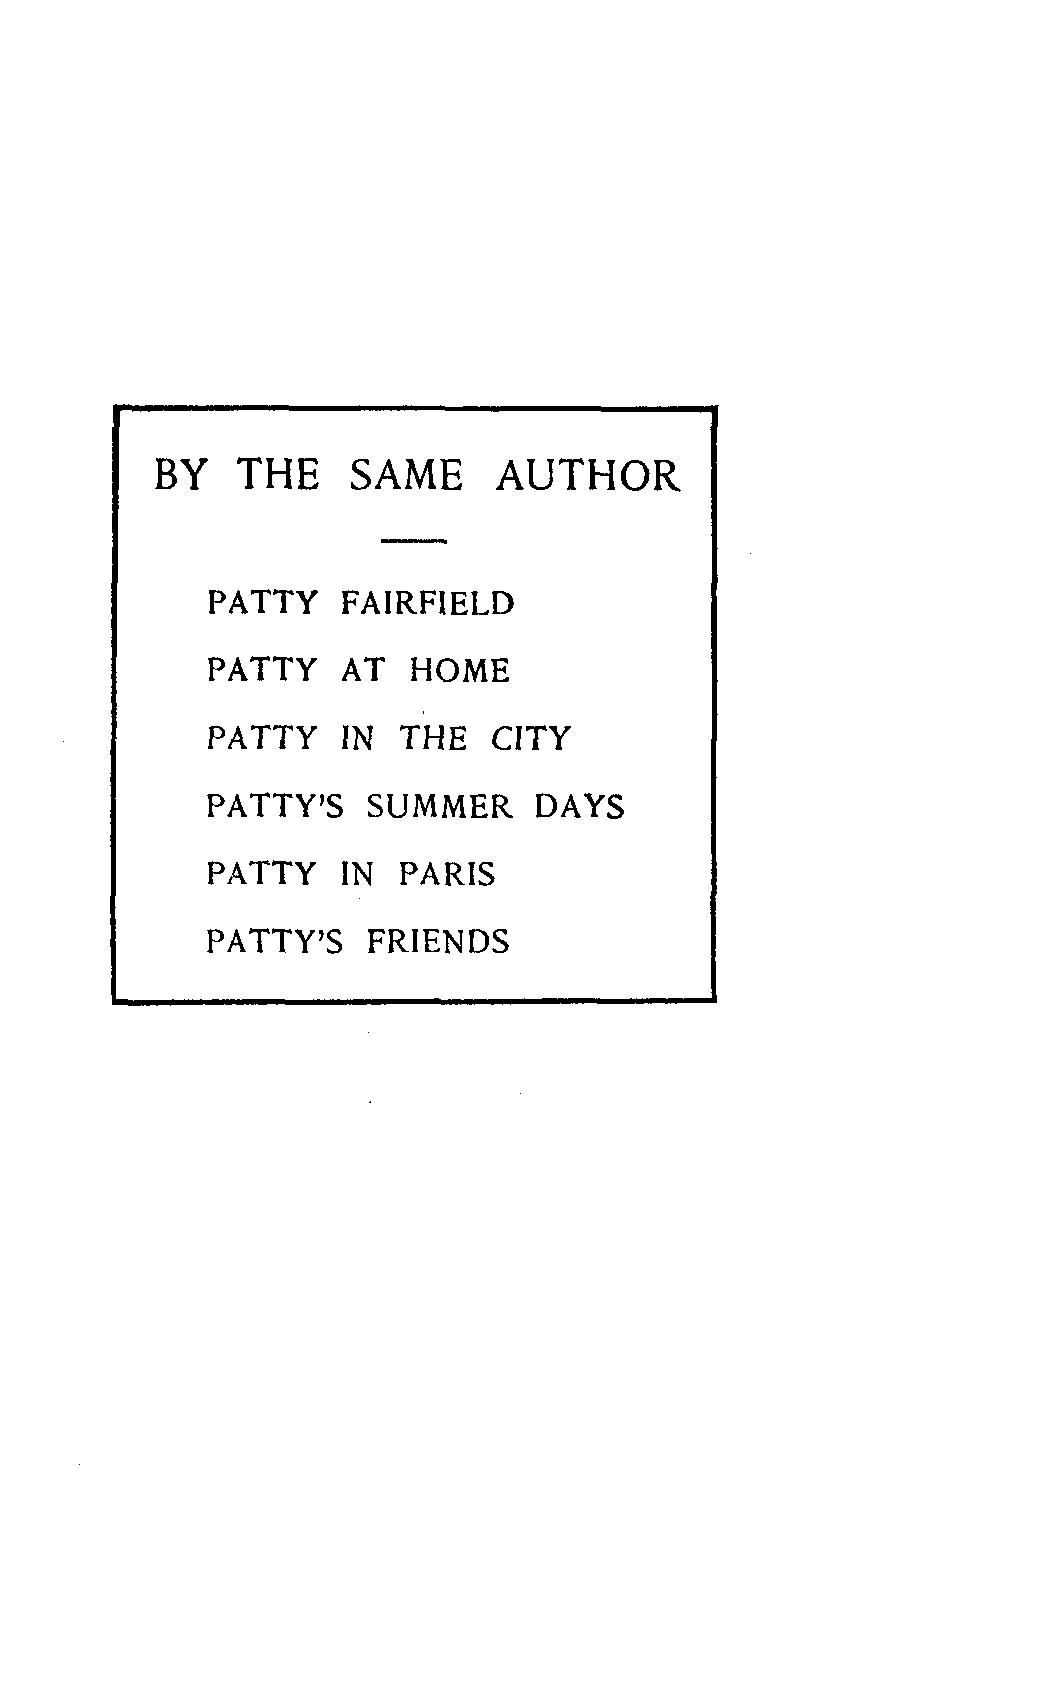 BY THE SAME AUTHOR
PATTY FAIRFIELD
PATTY AT HOME
PATTY IN THE CITY
PATTY'S SUMMER DAYS
PATTY IN PARIS
PATTY'S FRIENDS